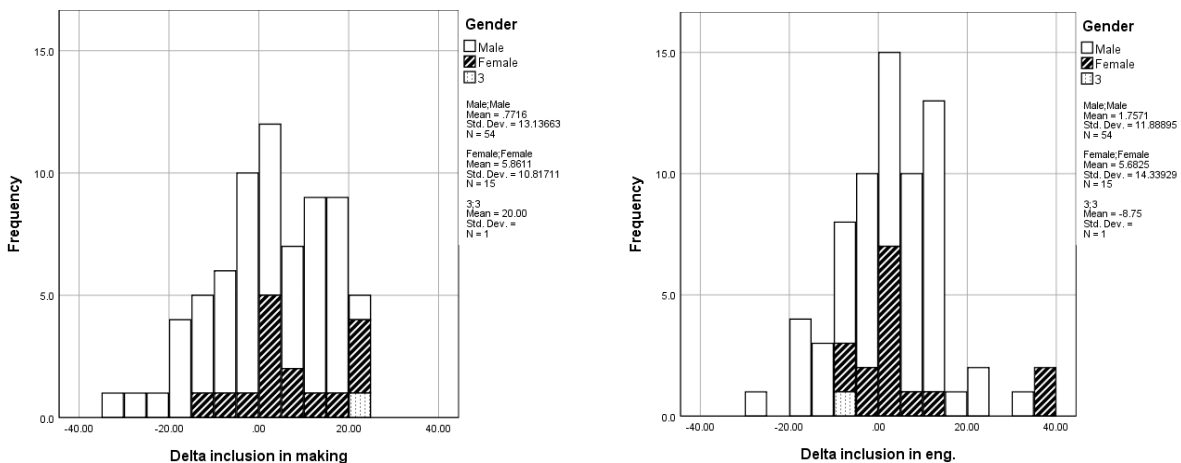 Gender
Male
Female
3
Male;Male
Mean = .7716
Std. Dev. = 13.13663
N = 54
Female;Female
Mean = 5.8611
Std. Dev. = 10.81711
N = 15
3;3
Mean = 20.00
Std. Dev. =
N = 1
Frequency
15.0
10.0
5.0
0.0
-40.00 -20.00 .00 20.00 40.00
Delta inclusion in making
Gender
Male
Female
3
Male;Male
Mean = 1.7571
Std. Dev. = 11.88895
N = 54
Female;Female
Mean = 5.6825
Std. Dev. = 14.33929
N = 15
3;3
Mean = -8.75
Std. Dev. =
N = 1
Frequency
15.0
10.0
5.0
0.0
-40.00 -20.00 .00 20.00 40.00
Delta inclusion in eng.